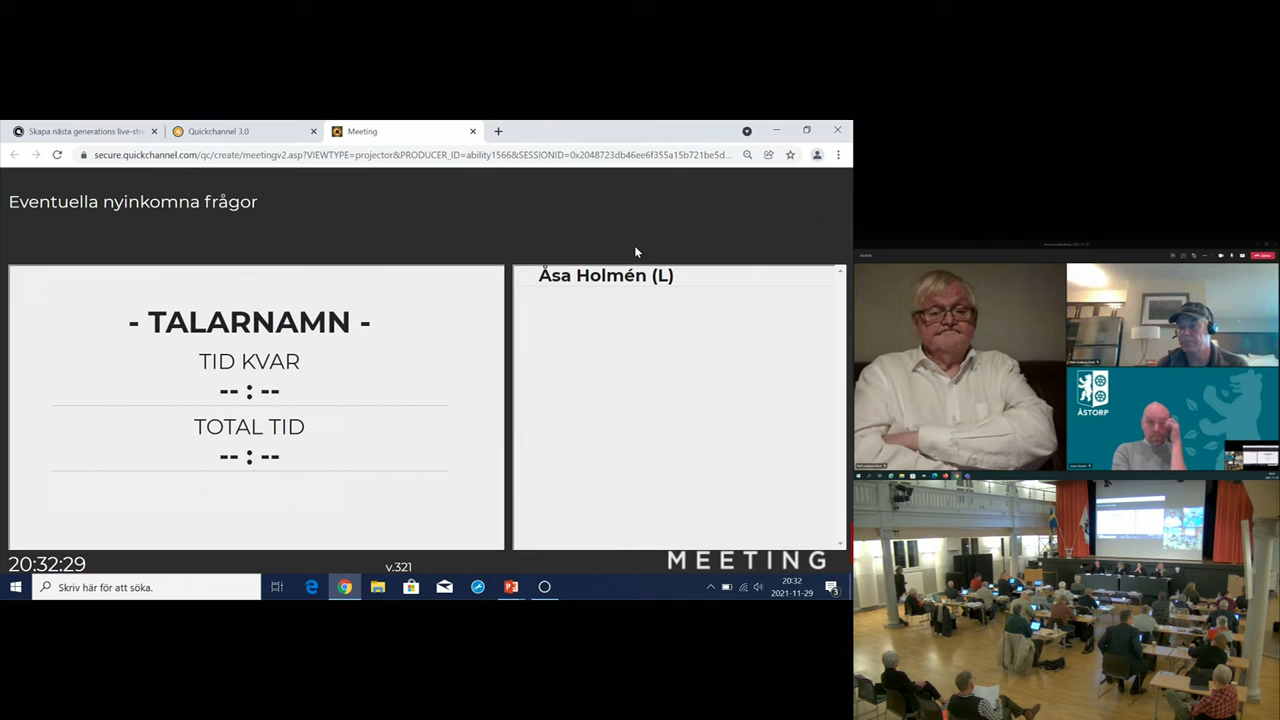 Skapa nästa generations live-str
Quickchannel 3.0
Meeting
secure.quickchannel.com/qc/create/meetingv2.asp?VIEWTYPE=projector&PRODUCER_ID=ability1566&SESSIONID=0x2048723db46ee6f355a15b721be5d...
Eventuella nyinkomna frågor
- TALARNAMN -
TID KVAR
-- : --
TOTAL TID
-- : --
Åsa Holmén (L)
20:32:29
v.321
MEETING
Skriv här för att söka.
20:32
2021-11-29
3
ÅSTORP